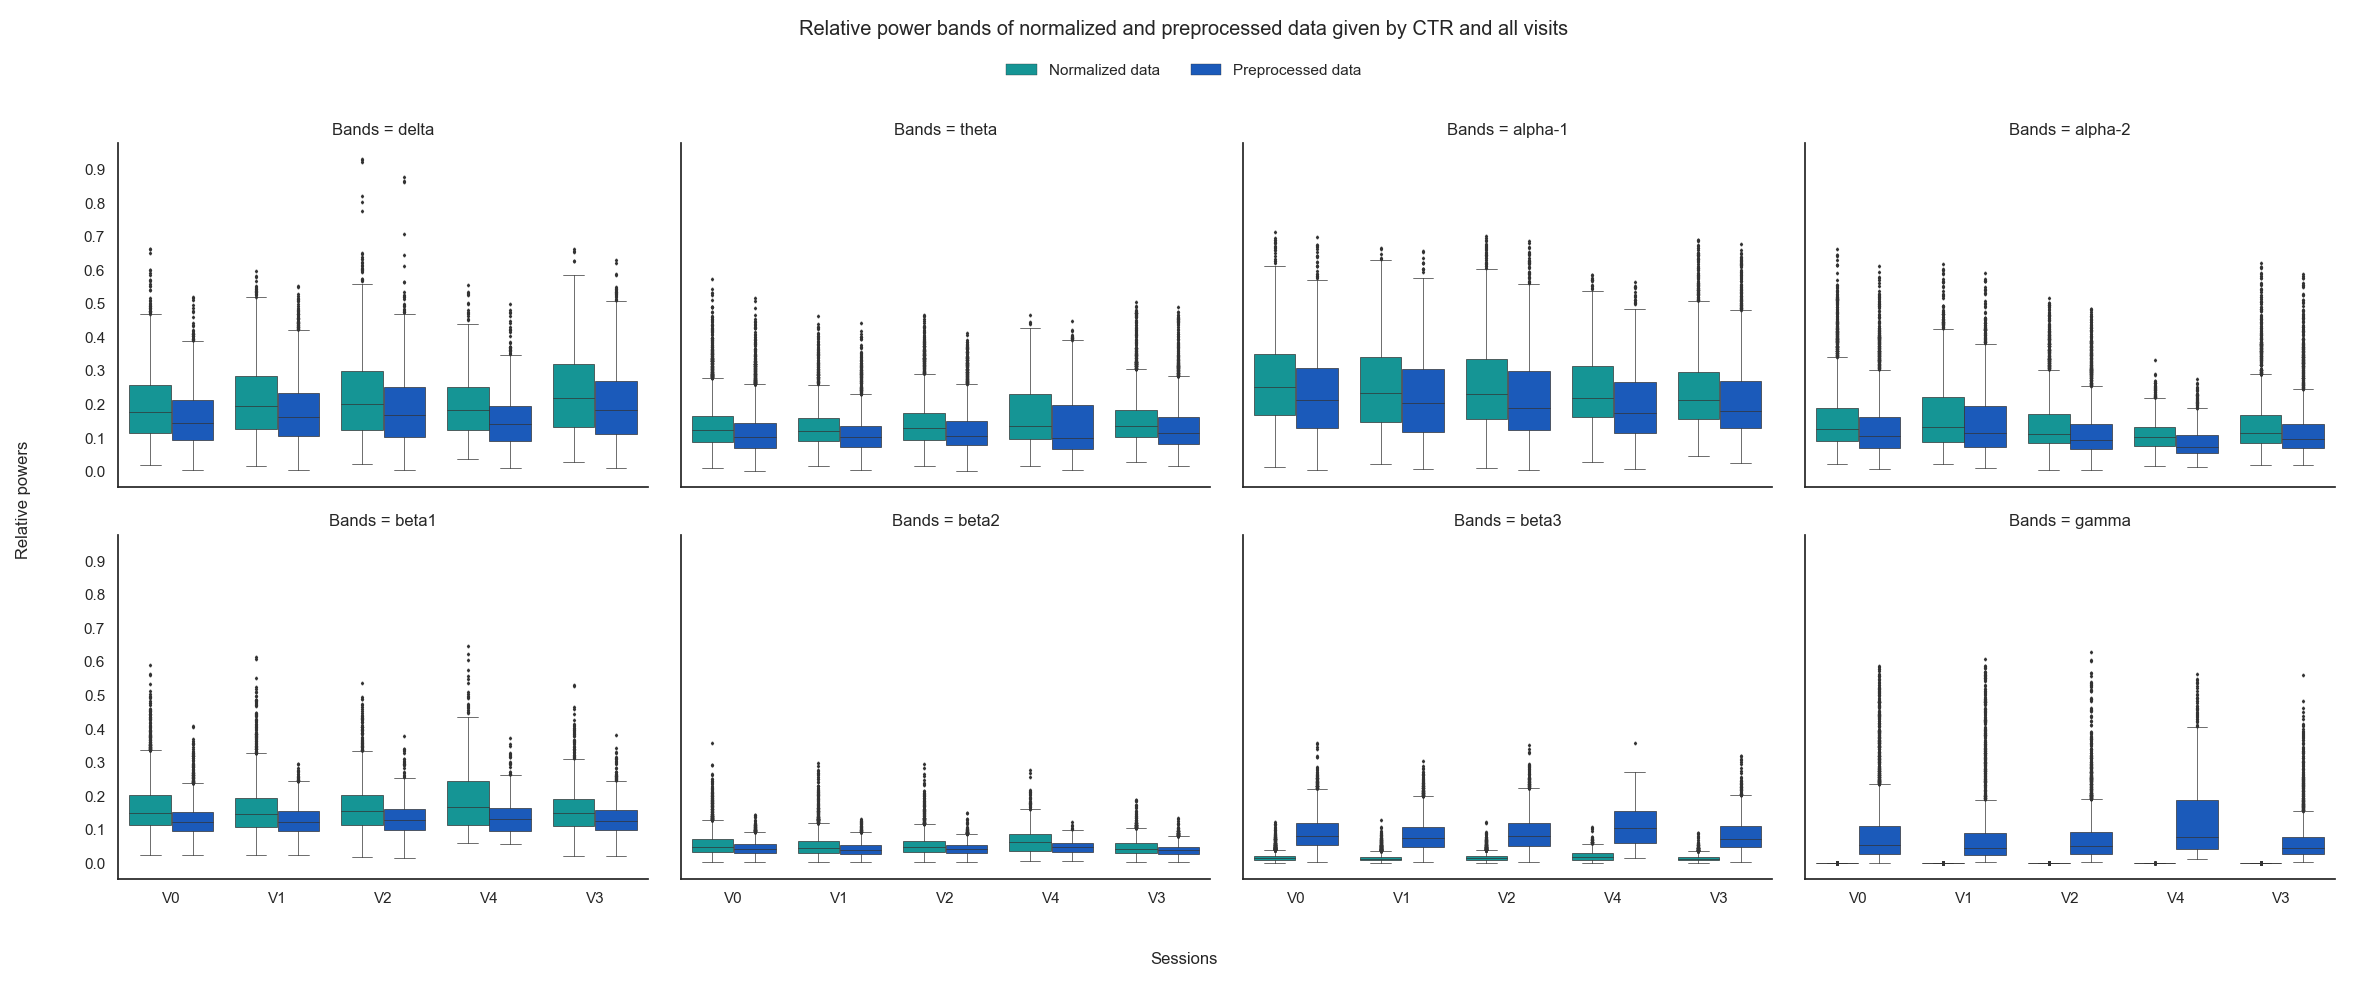 Relative power bands of normalized and preprocessed data given by CTR and all visits
Normalized data Preprocessed data
Bands = delta Bands = theta Bands = alpha-1 Bands = alpha-2
0.9
0.8
0.7
0.6
0.5
0.4
0.3
0.2
0.1
0.0
Relative powers
Bands = beta1 Bands = beta2 Bands = beta3 Bands = gamma
0.9
0.8
0.7
0.6
0.5
0.4
0.3
0.2
0.1
0.0
V0 V1 V2 V4 V3 V0 V1 V2 V4 V3 V0 V1 V2 V4 V3 V0 V1 V2 V4 V3
Sessions